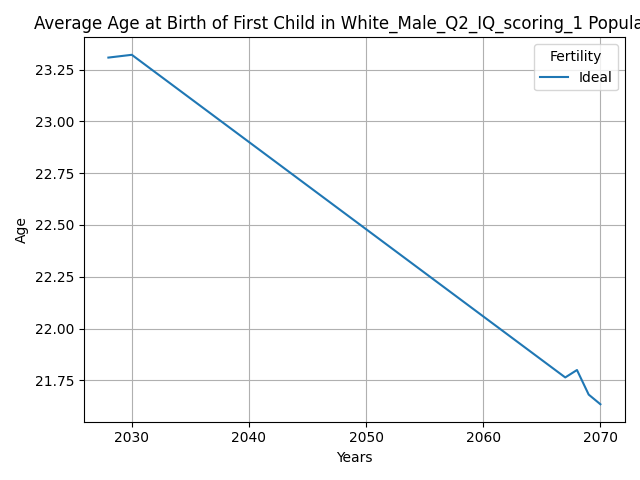 Average Age at Birth of First Child in White_Male_Q2_IQ_scoring_1
Fertility
Ideal
23.25
23.00
22.75
22.50
22.25
22.00
21.75
Age
2030 2040 2050 2060 2070
Years